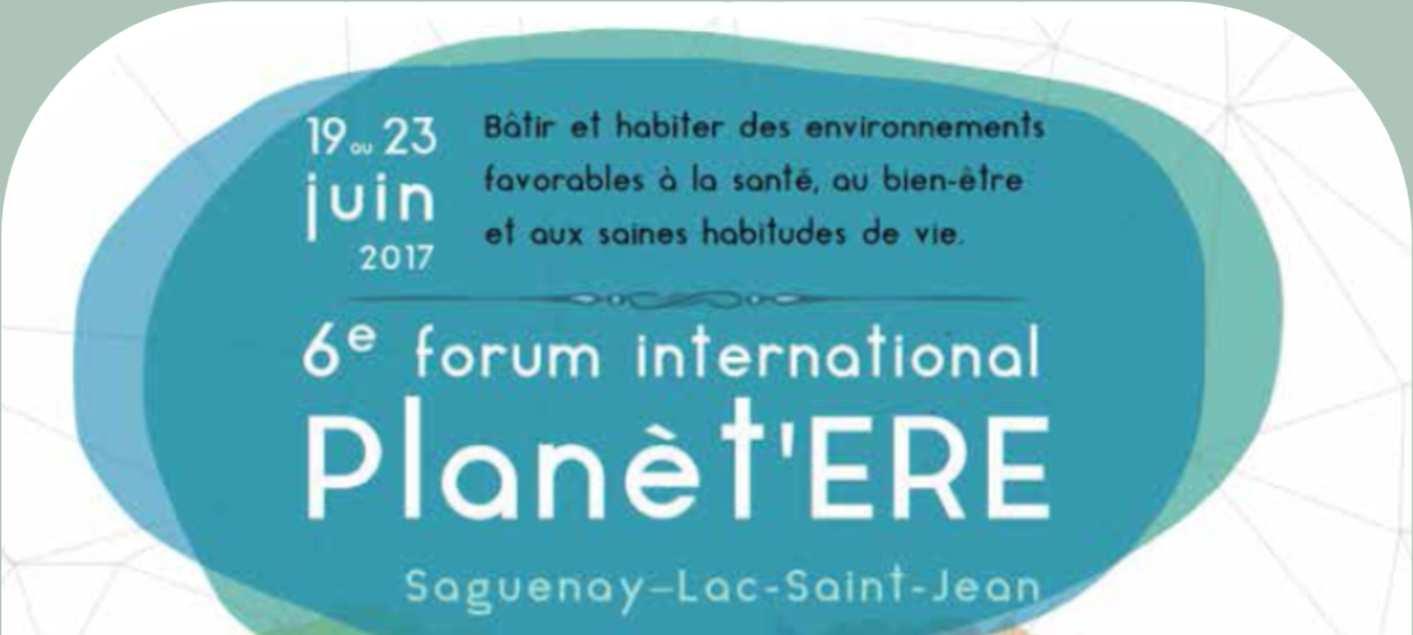 19 au 23
juin
2017
Bâtir et habiter des environnements
favorables à la santé, au bien-être
et aux saines habitudes de vie.
6e forum international
Planèt'ERE
Saguenay–Lac-Saint-Jean